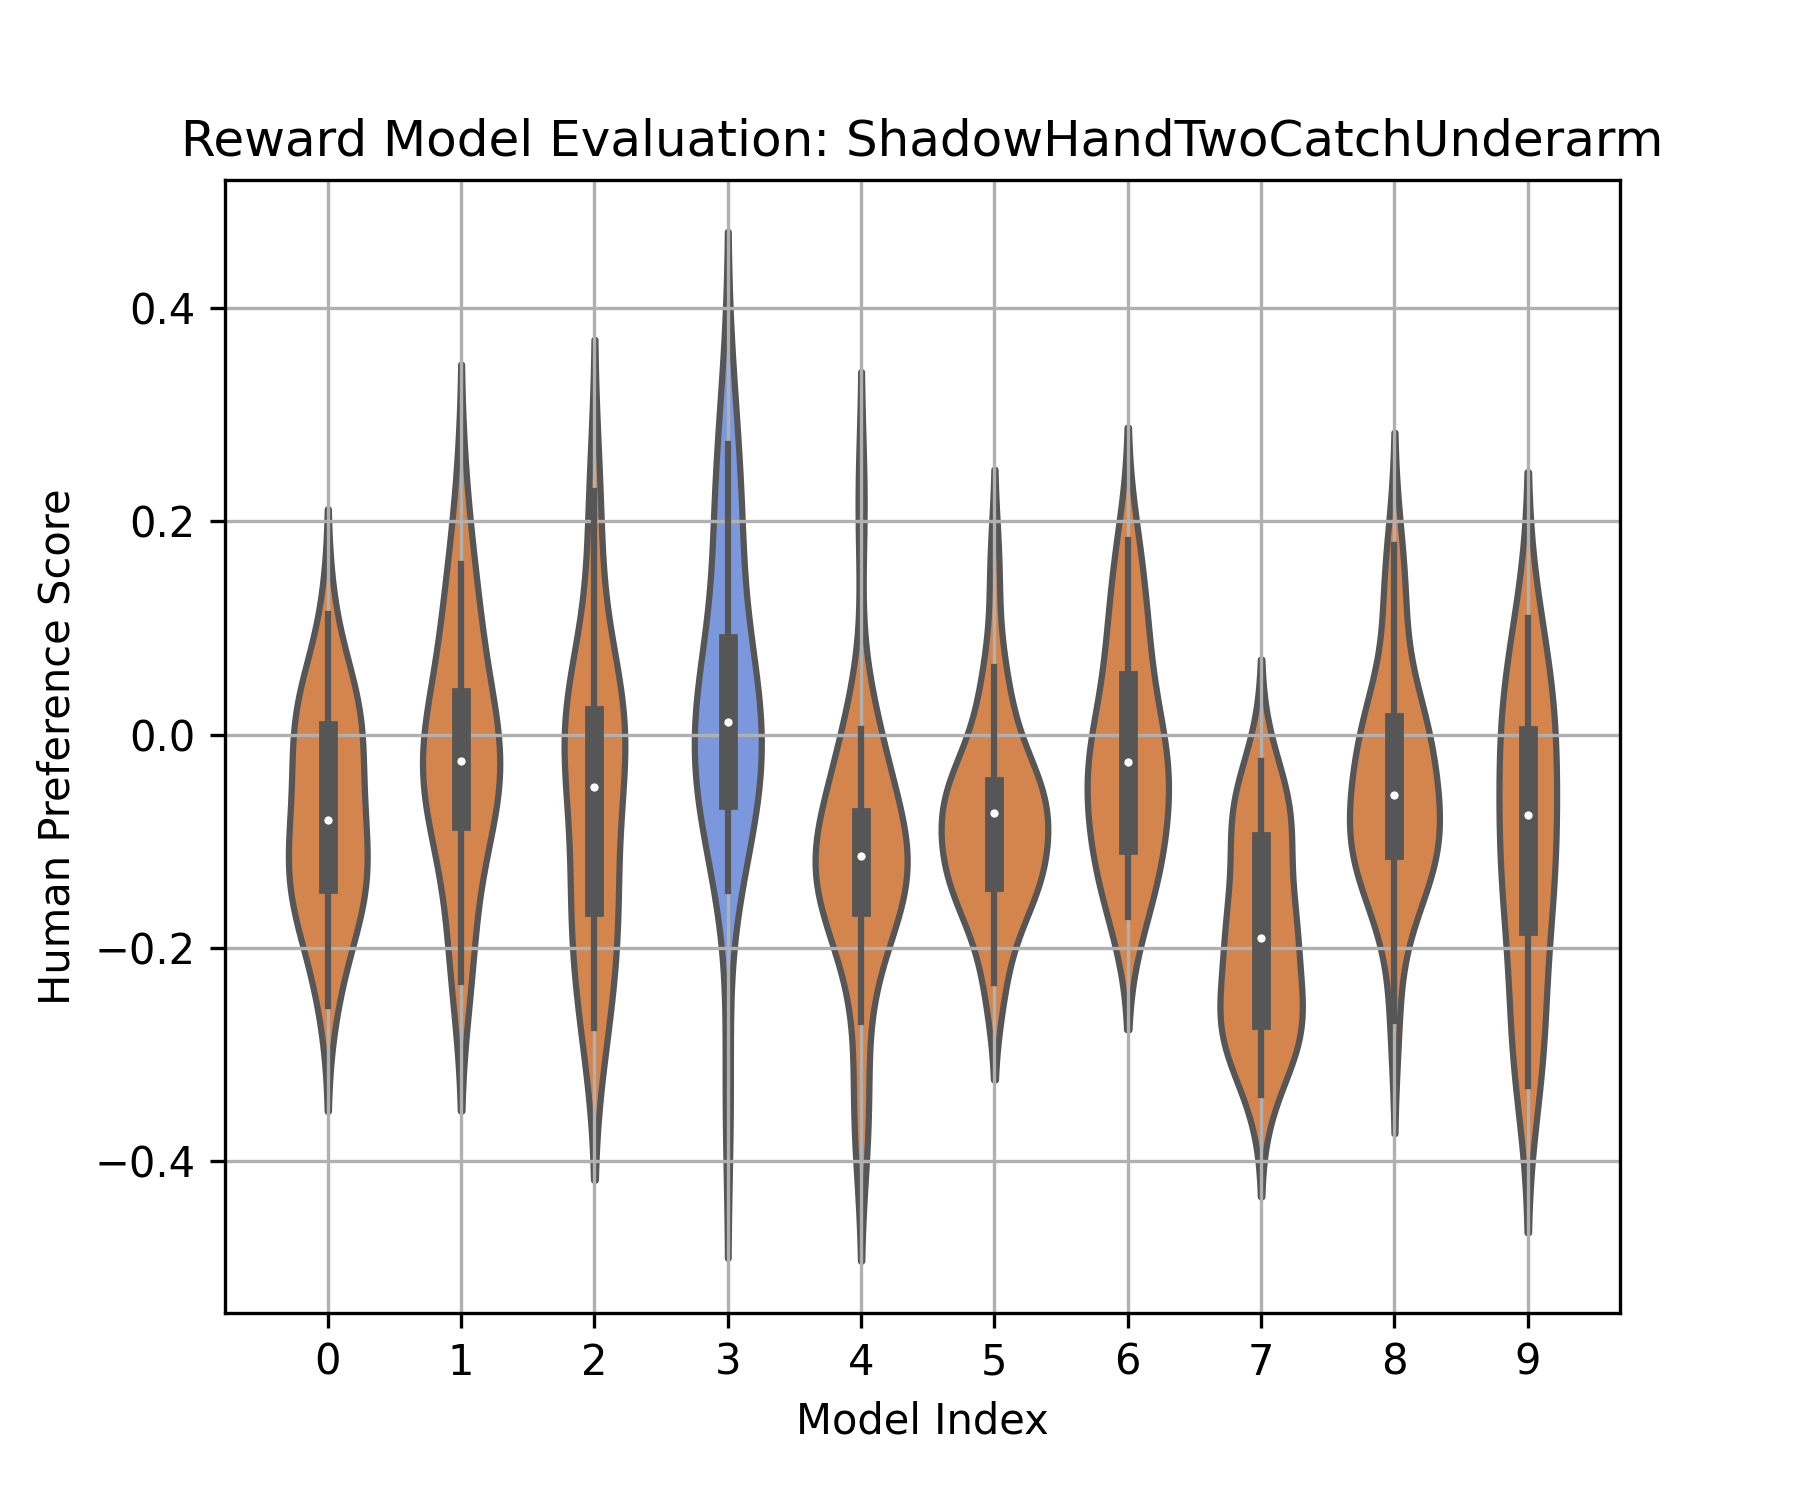 Reward Model Evaluation: ShadowHandTwoCatchUnderarm
Human Preference Score
0.4
0.2
0.0
−0.2
−0.4
0 1 2 3 4 5 6 7 8 9
Model Index